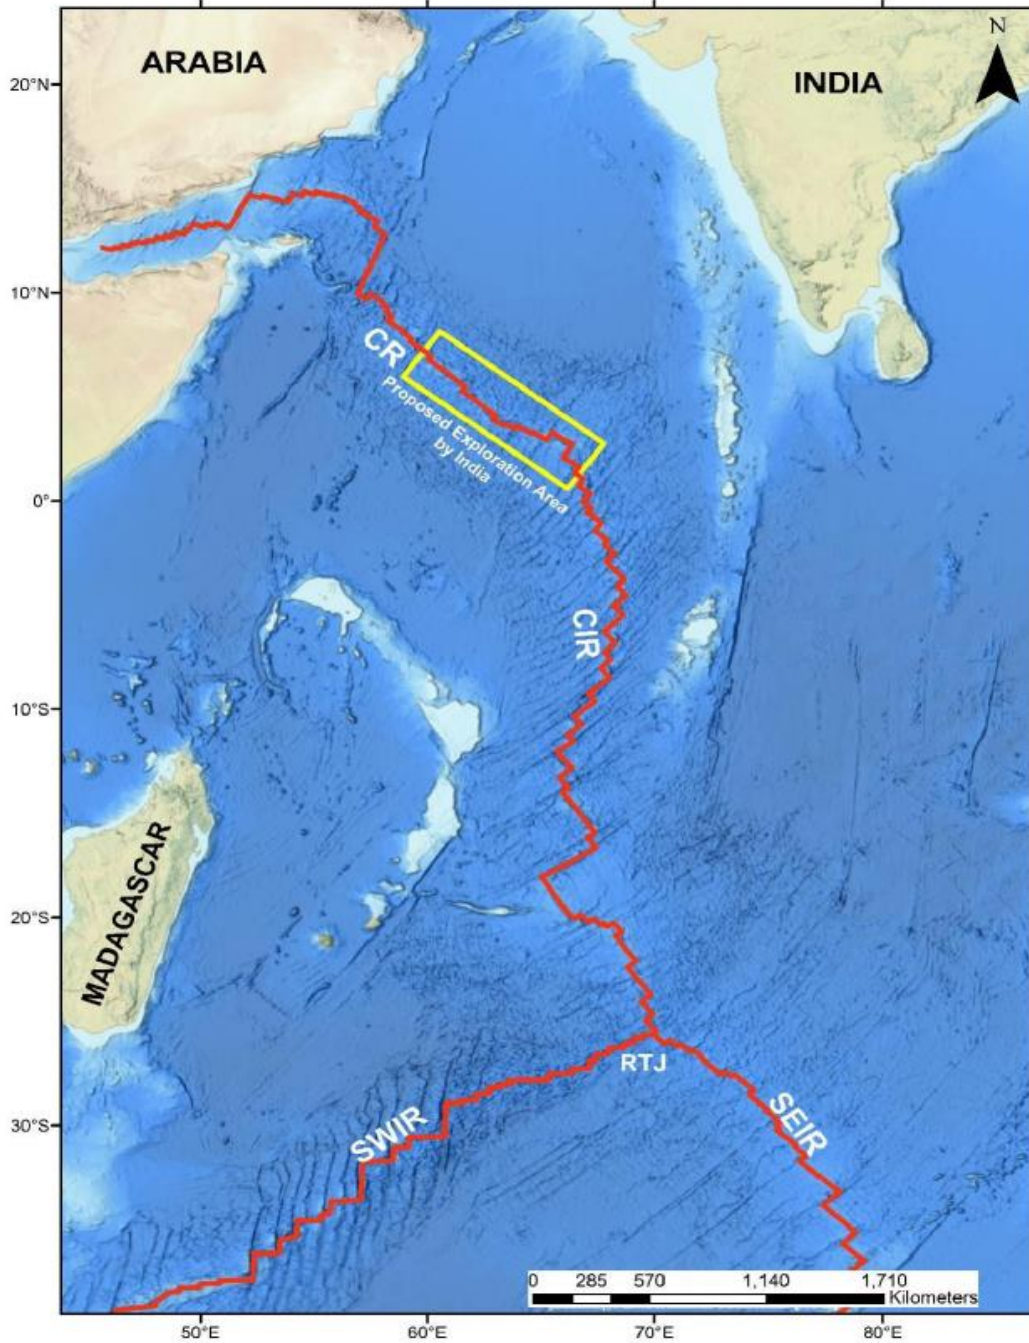 N
ARABIA
INDIA
20°N
10°N
CR
Proposed Exploration Area
by India
0°
CIR
10°S
MADAGASCAR
20°S
RTJ
SWIR
SEIR
30°S
0 285 570 1,140 1,710
Kilometers
50°E 60°E 70°E 80°E